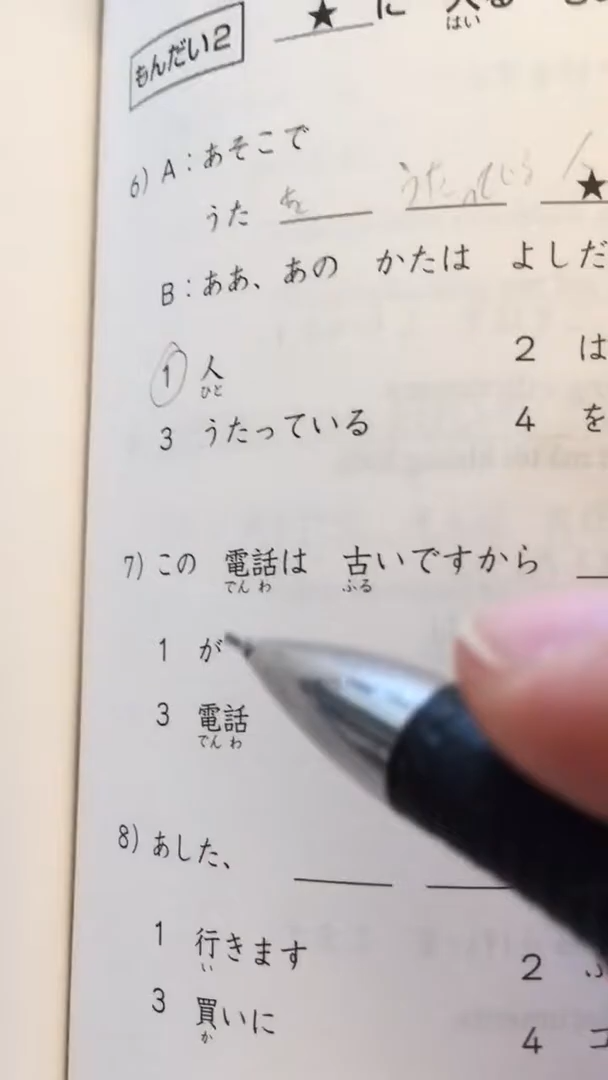 もんだい2 ★ に 入る
はい
6) A：あそこで
うた を うたっている 人 ★
B：ああ、あの かたは よしだ
1 人 2 は
ひと
3 うたっている 4 を
7) この 電話は 古いですから
でんわ ふる
1 が
3 電話
でんわ
8) あした、
1 行きます 2
い
3 買いに 4 コ
か